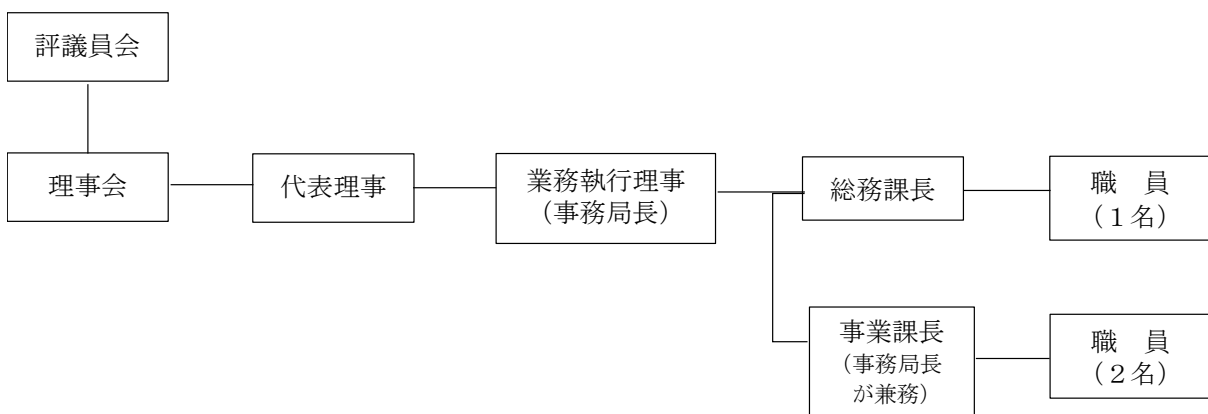 評議員会
理事会
代表理事
業務執行理事
（事務局長）
総務課長
職　員
（１名）
事業課長
（事務局長
が兼務）
職　員
（２名）